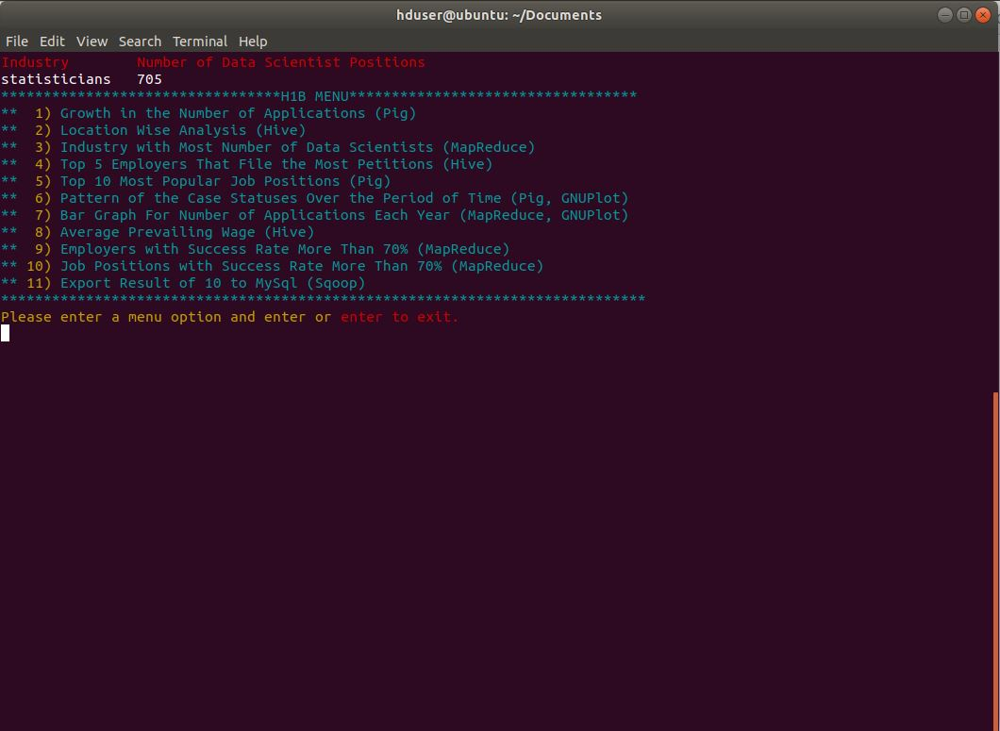 hduser@ubuntu: ~/Documents
File Edit View Search Terminal Help
Industry        Number of Data Scientist Positions
statisticians   705
*********************************H1B MENU**********************************
**  1) Growth in the Number of Applications (Pig)
**  2) Location Wise Analysis (Hive)
**  3) Industry with Most Number of Data Scientists (MapReduce)
**  4) Top 5 Employers That File the Most Petitions (Hive)
**  5) Top 10 Most Popular Job Positions (Pig)
**  6) Pattern of the Case Statuses Over the Period of Time (Pig, GNUPlot)
**  7) Bar Graph For Number of Applications Each Year (MapReduce, GNUPlot)
**  8) Average Prevailing Wage (Hive)
**  9) Employers with Success Rate More Than 70% (MapReduce)
** 10) Job Positions with Success Rate More Than 70% (MapReduce)
** 11) Export Result of 10 to MySql (Sqoop)
****************************************************************************
Please enter a menu option and enter or enter to exit.